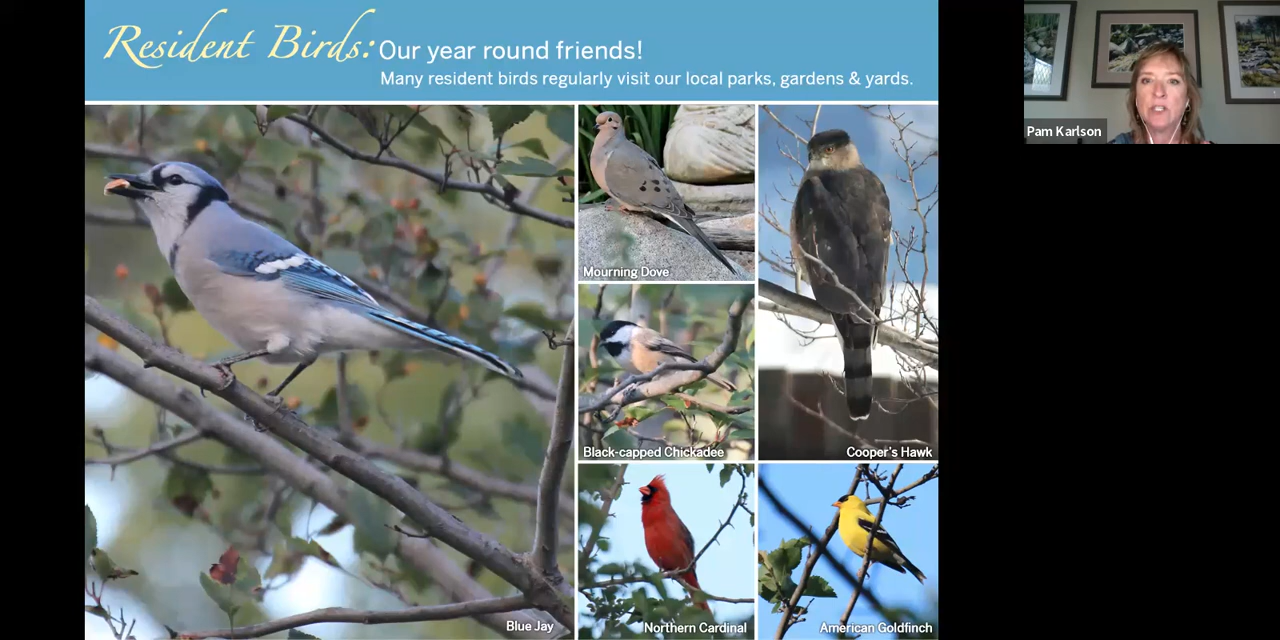 Resident Birds: Our year round friends!
Many resident birds regularly visit our local parks, gardens & yards.
Pam Karlson
Mourning Dove
Black-capped Chickadee
Cooper's Hawk
Blue Jay
Northern Cardinal
American Goldfinch